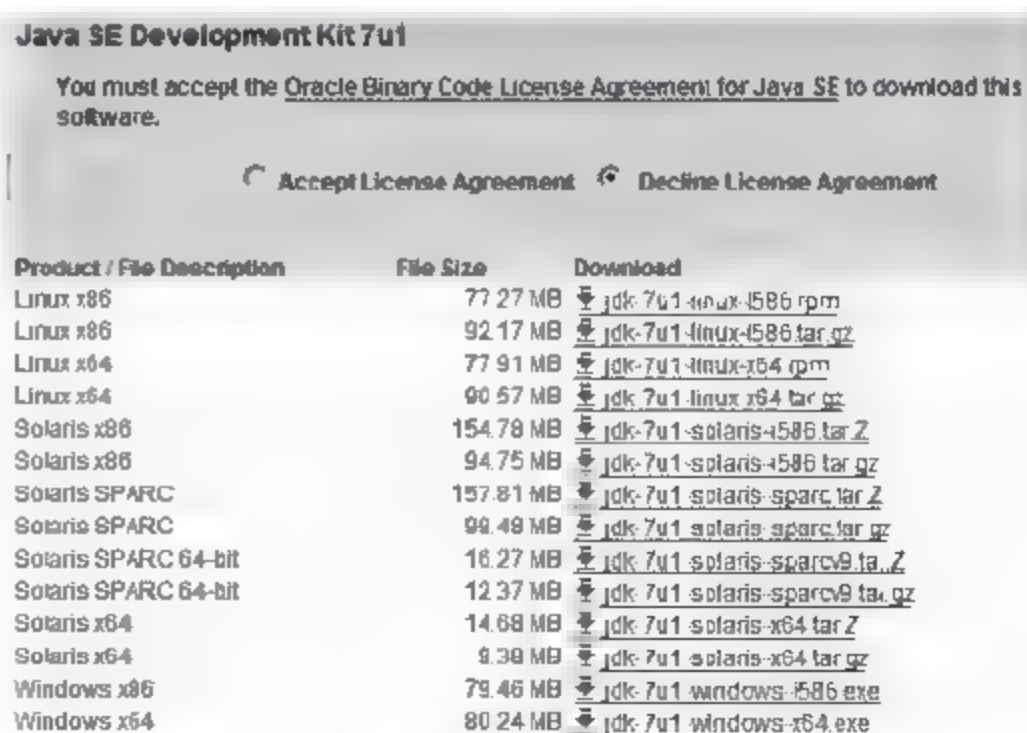 Java SE Development Kit 7u1
You must accept the Oracle Binary Code License Agreement for Java SE to download this
software.
Accept License Agreement Decline License Agreement
Product / File Description File Size Download
Linux x86 77.27 MB jdk-7u1-linux-i586.rpm
Linux x86 92.17 MB jdk-7u1-linux-i586.tar.gz
Linux x64 77.91 MB jdk-7u1-linux-x64.rpm
Linux x64 90.57 MB jdk-7u1-linux-x64.tar.gz
Solaris x86 154.78 MB jdk-7u1-solaris-i586.tar.Z
Solaris x86 94.75 MB jdk-7u1-solaris-i586.tar.gz
Solaris SPARC 157.81 MB jdk-7u1-solaris-sparc.tar.Z
Solaris SPARC 99.49 MB jdk-7u1-solaris-sparc.tar.gz
Solaris SPARC 64-bit 16.27 MB jdk-7u1-solaris-sparcv9.tar.Z
Solaris SPARC 64-bit 12.37 MB jdk-7u1-solaris-sparcv9.tar.gz
Solaris x64 14.68 MB jdk-7u1-solaris-x64.tar.Z
Solaris x64 MB jdk-7u1-solaris-x64.tar.gz
Windows x86 79.46 MB jdk-7u1-windows-i586.exe
Windows x64 80.24 MB jdk-7u1-windows-x64.exe